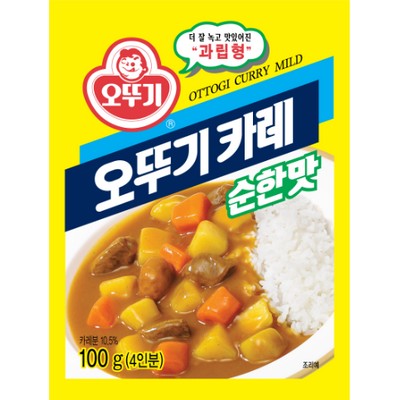 더 잘 녹고 맛있어진
"과립형"
오뚜기
®
OTTOGI CURRY MILD
오뚜기 카레
순한맛
카레분 10.5%
100 g (4인분)
조리예